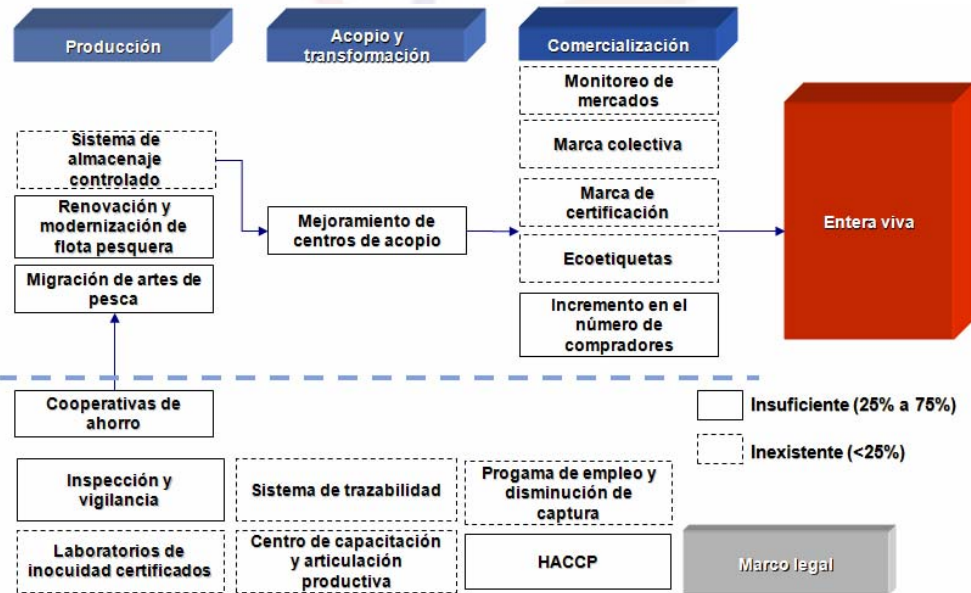 Producción
Acopio y
transformación
Comercialización
Monitoreo de
mercados
Marca colectiva
Sistema de
almacenaje
controlado
Renovación y
modernización de
flota pesquera
Migración de artes de
pesca
Mejoramiento de
centros de acopio
Marca de
certificación
Ecoetiquetas
Incremento en el
número de
compradores
Entera viva
Cooperativas de
ahorro
Insuficiente (25% a 75%)
Inexistente (<25%)
Inspección y
vigilancia
Sistema de trazabilidad
Progama de empleo y
disminución de
captura
Laboratorios de
inocuidad certificados
Centro de capacitación
y articulación
productiva
HACCP
Marco legal